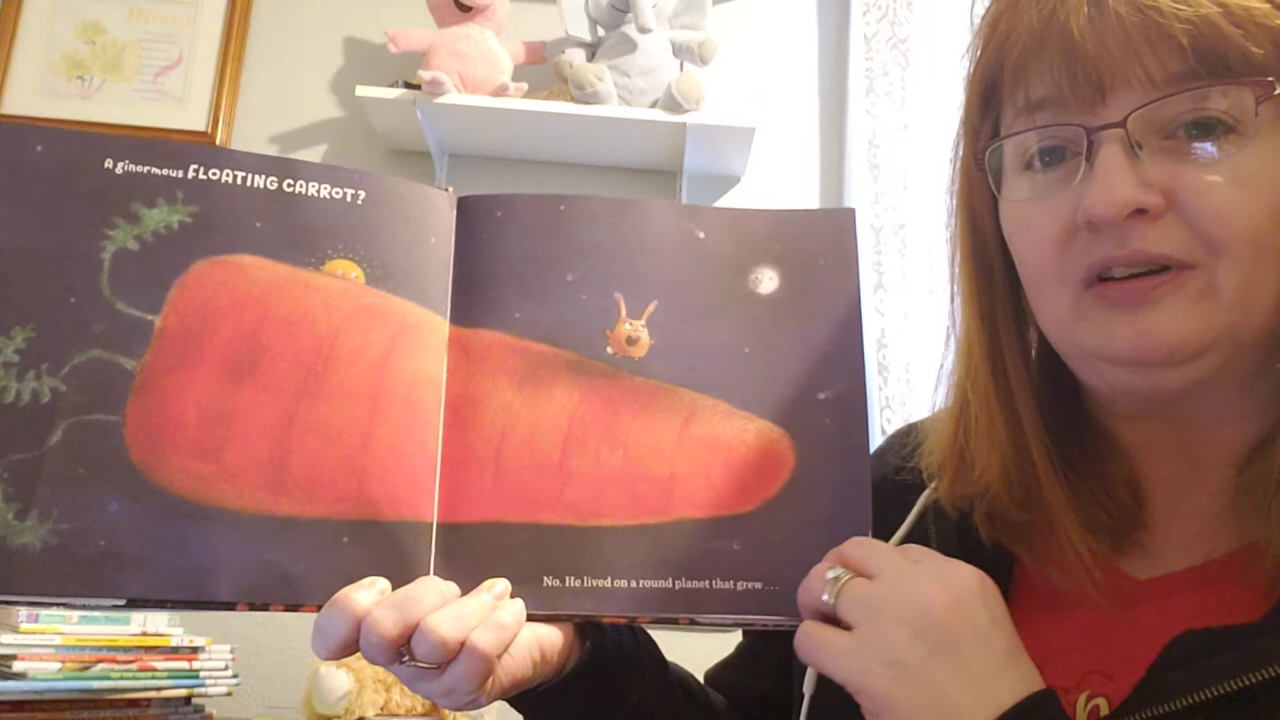 A ginormous FLOATING CARROT?
No. He lived on a round planet that grew...